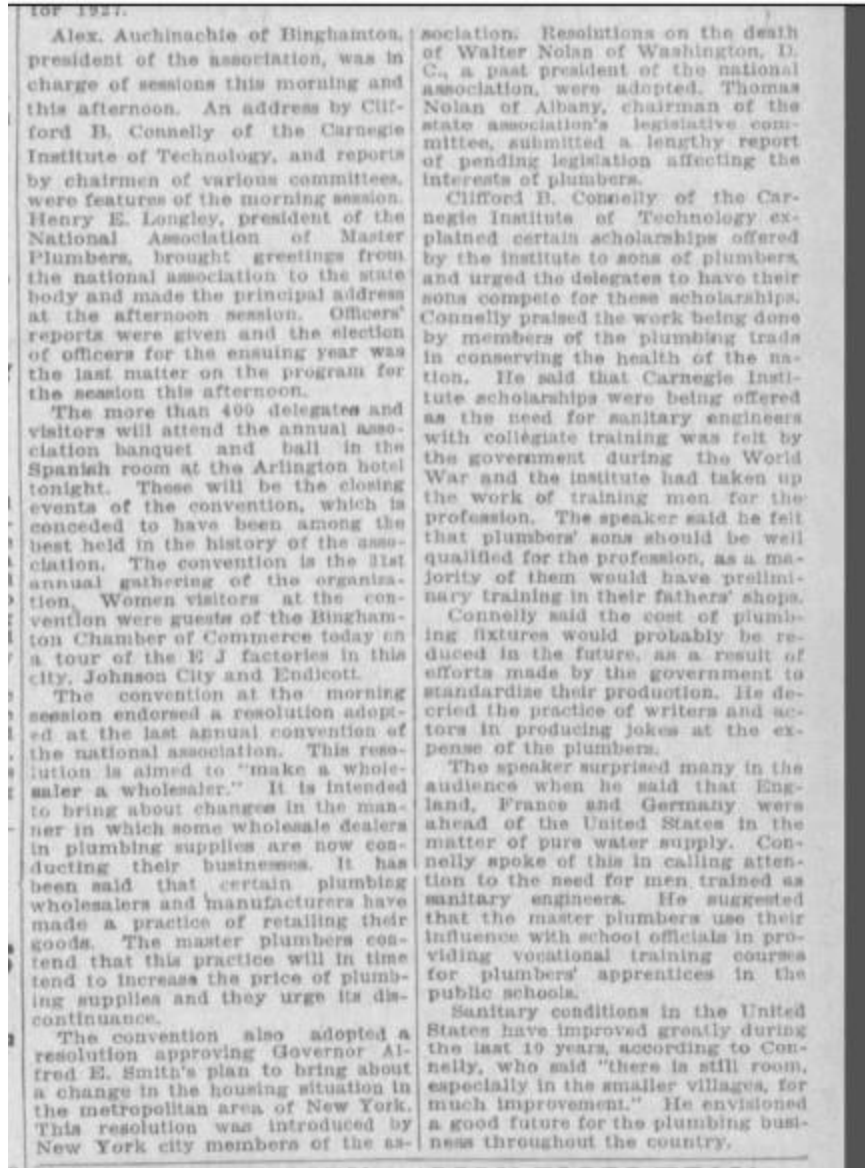 for 1927.
Alex. Auchinachie of Binghamton,
president of the association, was in
charge of sessions this morning and
this afternoon. An address by Clif-
ford B. Connelly of the Carnegie
Institute of Technology, and reports
by chairmen of various committees,
were features of the morning session.
Henry E. Longley, president of the
National Association of Master
Plumbers, brought greetings from
the national association to the state
body and made the principal address
at the afternoon session. Officers'
reports were given and the election
of officers for the ensuing year was
the last matter on the program for
the session this afternoon.
The more than 400 delegates and
visitors will attend the annual asso-
ciation banquet and ball in the
Spanish room at the Arlington hotel
tonight. These will be the closing
events of the convention, which is
conceded to have been among the
best held in the history of the asso-
ciation. The convention is the 31st
annual gathering of the organiza-
tion. Women visitors at the con-
vention were guests of the Bingham-
ton Chamber of Commerce today on
a tour of the E J factories in this
city, Johnson City and Endicott.
The convention at the morning
session endorsed a resolution adopt-
ed at the last annual convention of
the national association. This reso-
lution is aimed to "make a whole-
saler a wholesaler." It is intended
to bring about changes in the man-
ner in which some wholesale dealers
in plumbing supplies are now con-
ducting their businesses. It has
been said that certain plumbing
wholesalers and manufacturers have
made a practice of retailing their
goods. The master plumbers con-
tend that this practice will in time
tend to increase the price of plumb-
ing supplies and they urge its dis-
continuance.
The convention also adopted a
resolution approving Governor Al-
fred E. Smith's plan to bring about
a change in the housing situation in
the metropolitan area of New York.
This resolution was introduced by
New York city members of the as-
sociation. Resolutions on the death
of Walter Nolan of Washington, D.
C., a past president of the national
association, were adopted. Thomas
Nolan of Albany, chairman of the
state association's legislative com-
mittee, submitted a lengthy report
of pending legislation affecting the
interests of plumbers.
Clifford B. Connelly of the Car-
negie Institute of Technology ex-
plained certain scholarships offered
by the institute to sons of plumbers,
and urged the delegates to have their
sons compete for these scholarships.
Connelly praised the work being done
by members of the plumbing trade
in conserving the health of the na-
tion. He said that Carnegie Insti-
tute scholarships were being offered
as the need for sanitary engineers
with collegiate training was felt by
the government during the World
War and the institute had taken up
the work of training men for the
profession. The speaker said he felt
that plumbers' sons should be well
qualified for the profession, as a ma-
jority of them would have prelimi-
nary training in their fathers' shops.
Connelly said the cost of plumb-
ing fixtures would probably be re-
duced in the future, as a result of
efforts made by the government to
standardize their production. He de-
cried the practice of writers and ac-
tors in producing jokes at the ex-
pense of the plumbers.
The speaker surprised many in the
audience when he said that Eng-
land, France and Germany were
ahead of the United States in the
matter of pure water supply. Con-
nelly spoke of this in calling atten-
tion to the need for men trained as
sanitary engineers. He suggested
that the master plumbers use their
influence with school officials in pro-
viding vocational training courses
for plumbers' apprentices in the
public schools.
Sanitary conditions in the United
States have improved greatly during
the last 10 years, according to Con-
nelly, who said "there is still room,
especially in the smaller villages, for
much improvement." He envisioned
a good future for the plumbing busi-
ness throughout the country.